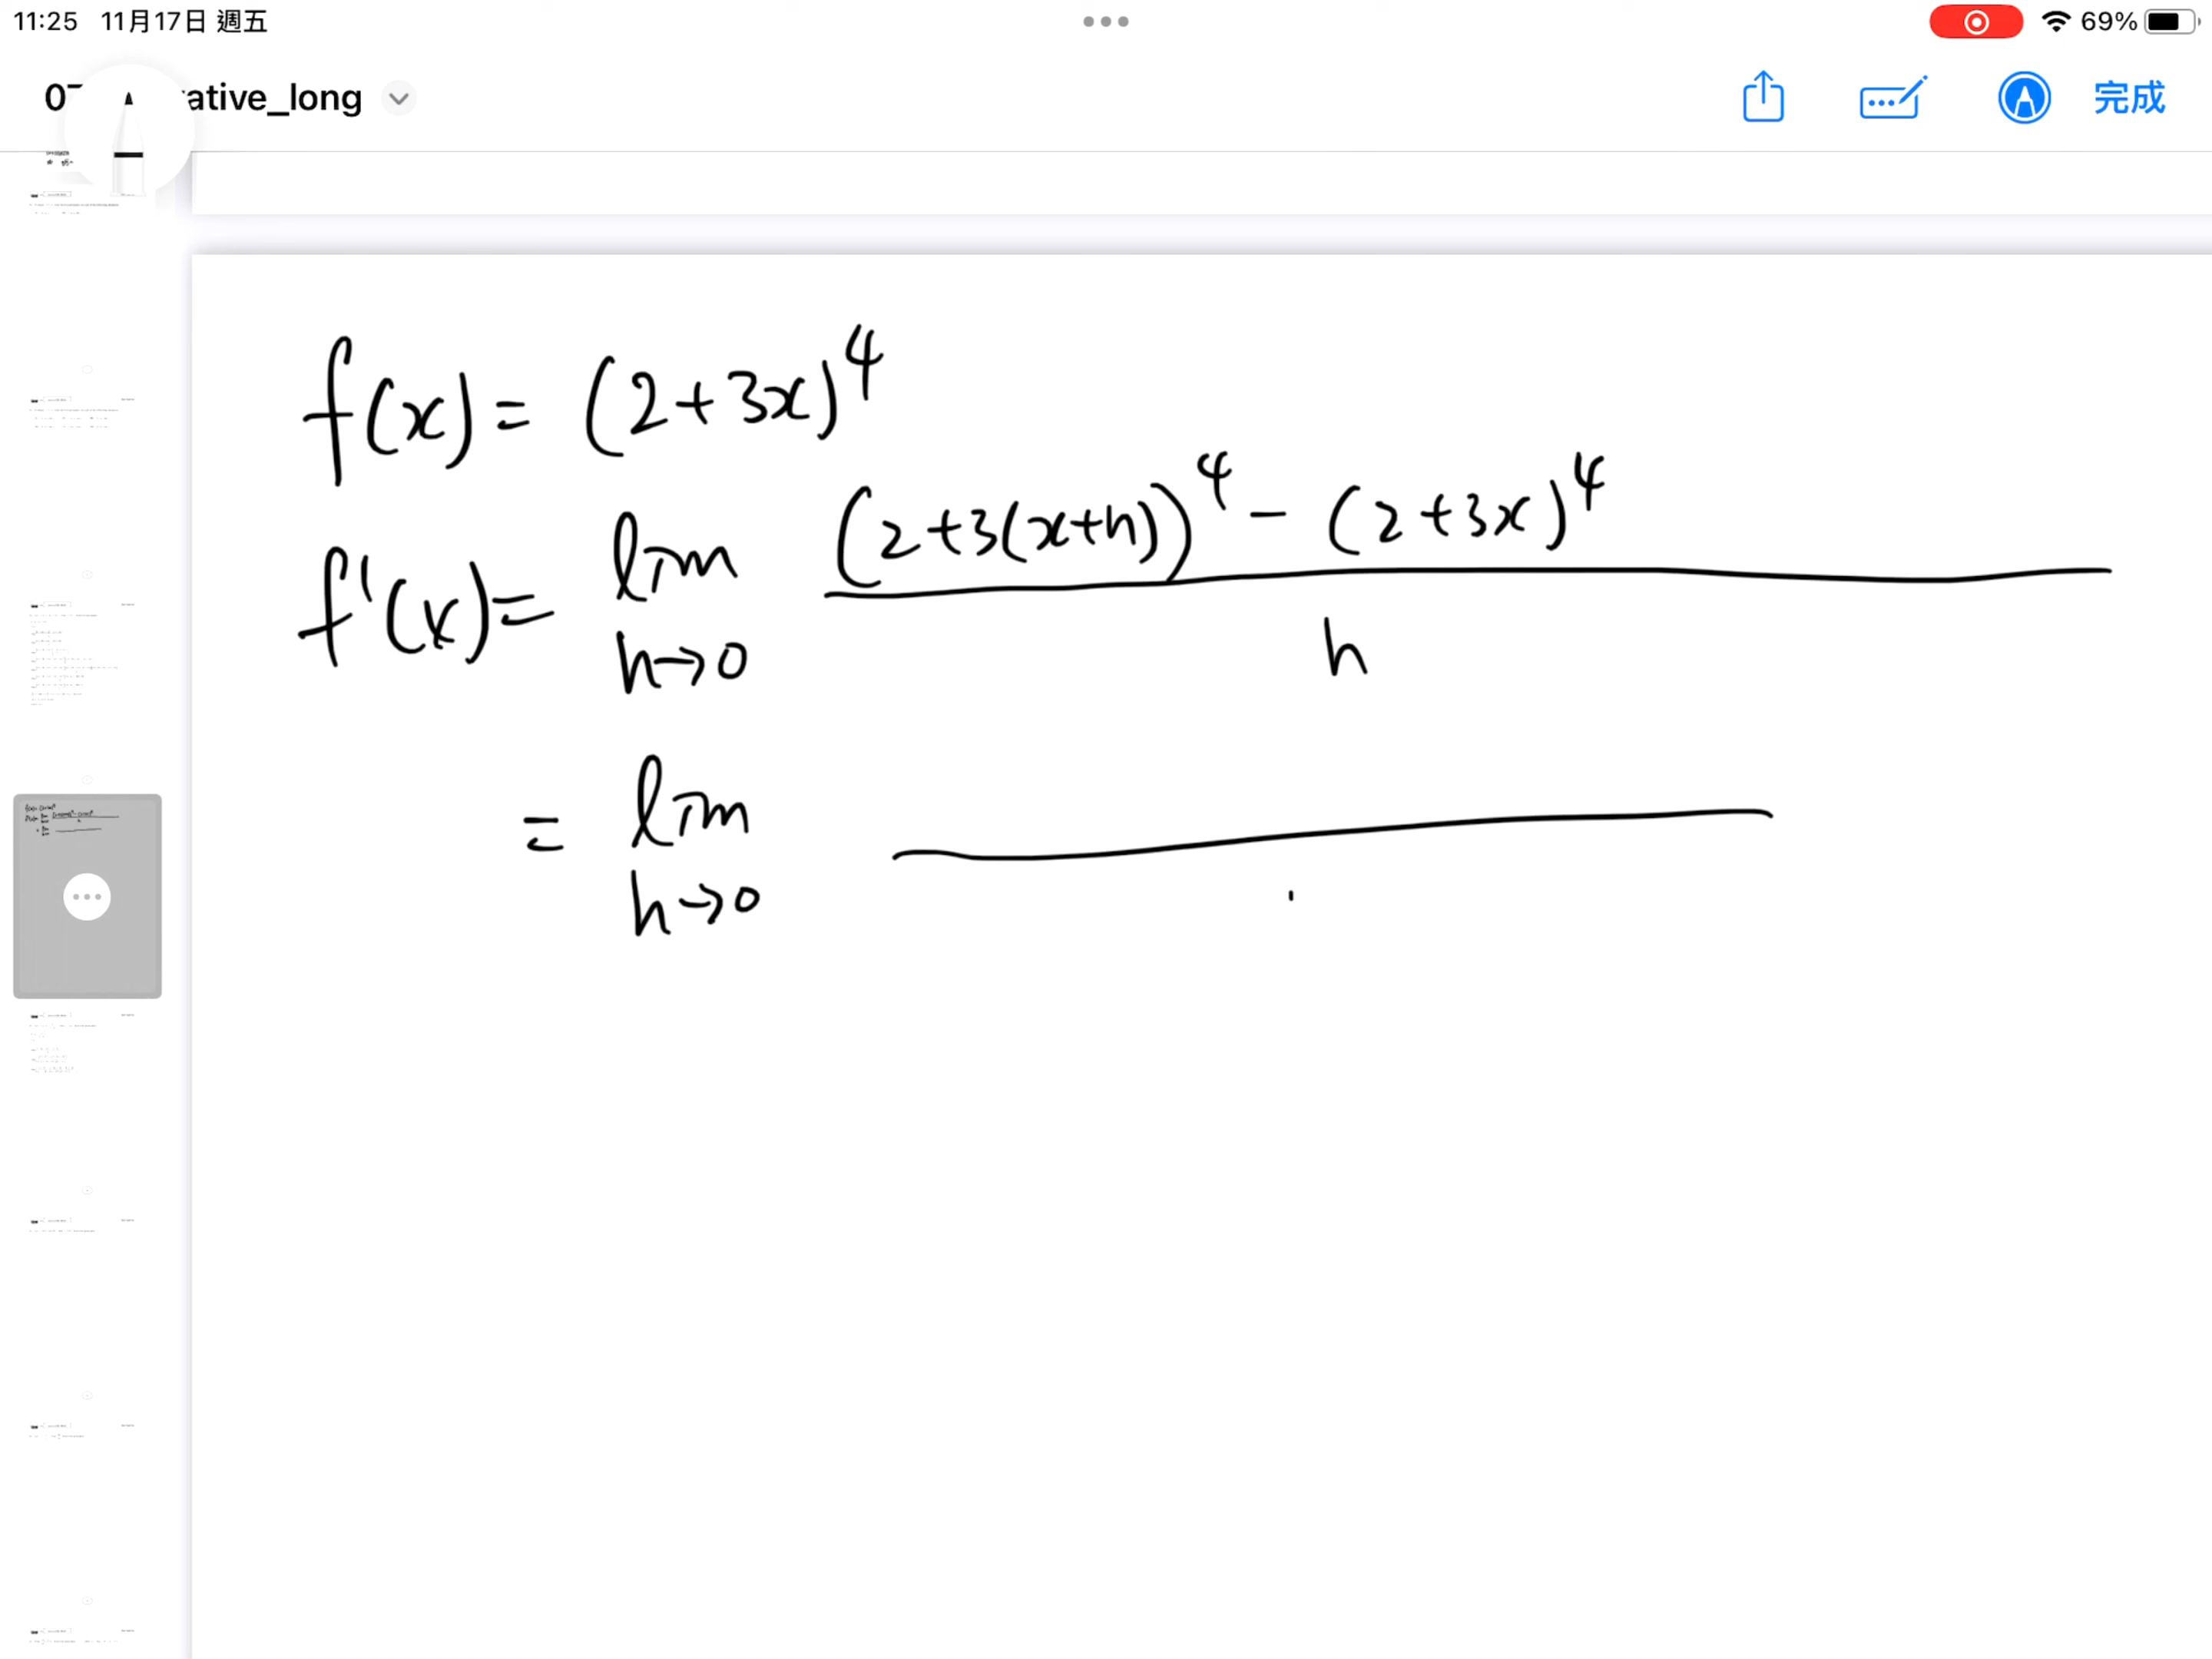 11:25 11月17日 週五 69%
ative_long
完成
f(x) = (2+3x)^4
f'(x) = lim h→0 ((2+3(x+h))^4 - (2+3x)^4) / h
= lim h→0